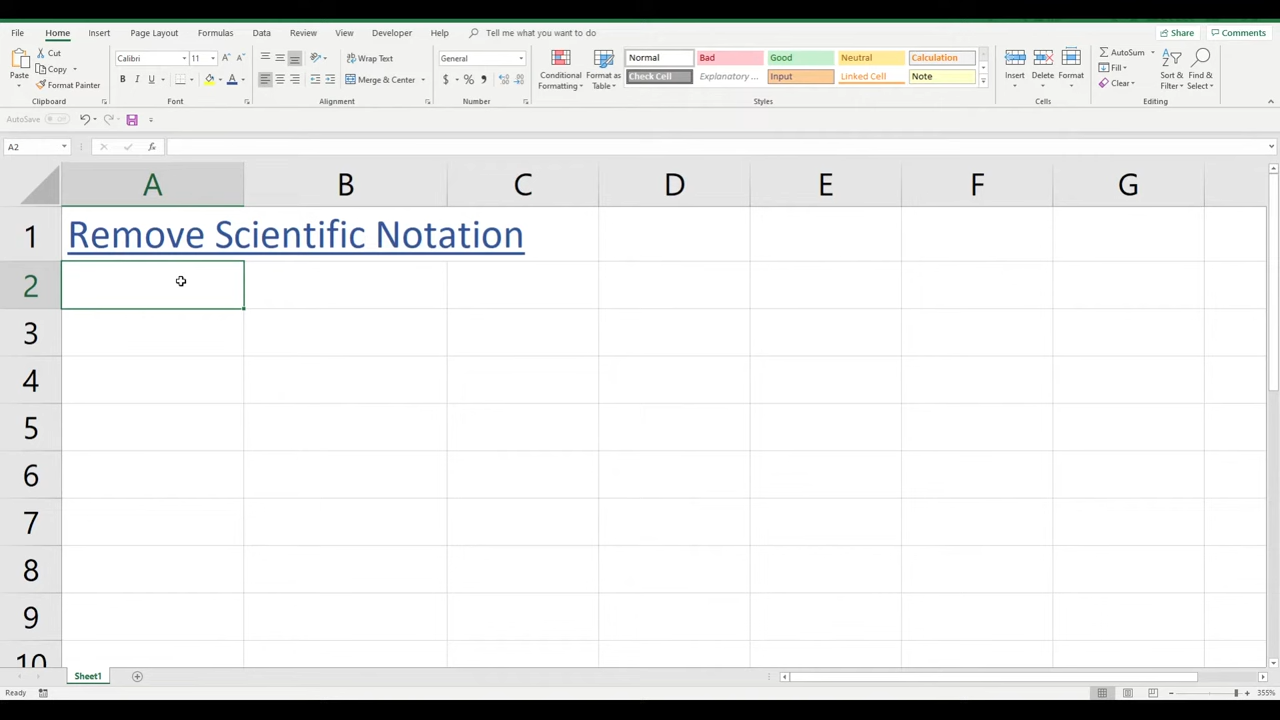 File Home Insert Page Layout Formulas Data Review View Developer Help Tell me what you want to do Share Comments
Paste Cut Copy Format Painter Clipboard
Calibri 11 B I U A Font
Wrap Text Merge & Center Alignment
General $ % , Number
Conditional Formatting Format as Table Normal Bad Good Neutral Calculation
Check Cell Explanatory ... Input Linked Cell Note Styles
Insert Delete Format Cells
AutoSum Fill Clear Sort & Filter Find & Select Editing
AutoSave Off
A2 fx
A B C D E F G
1 Remove Scientific Notation
2
3
4
5
6
7
8
9
10
Sheet1
Ready 355%